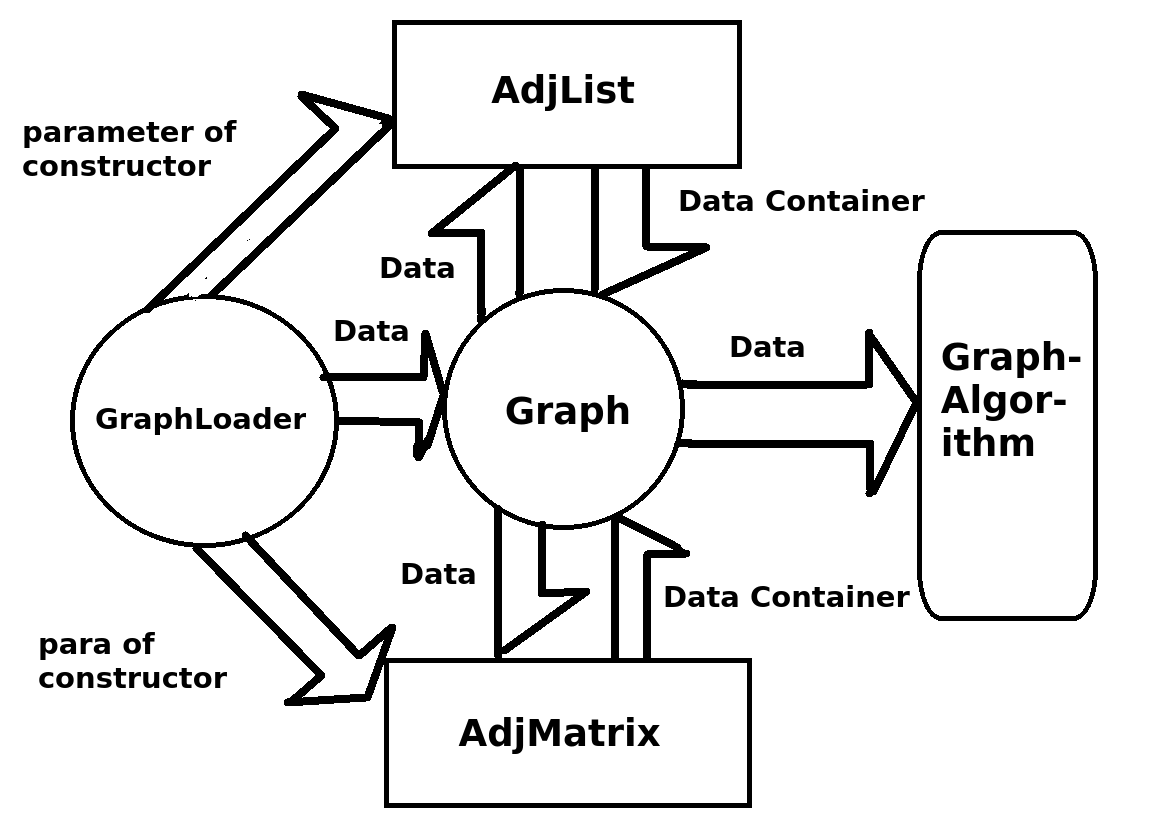 AdjList
parameter of
constructor
Data Container
Data
Data
Data
Graph-
Algor-
ithm
GraphLoader
Graph
Data
Data Container
para of
constructor
AdjMatrix